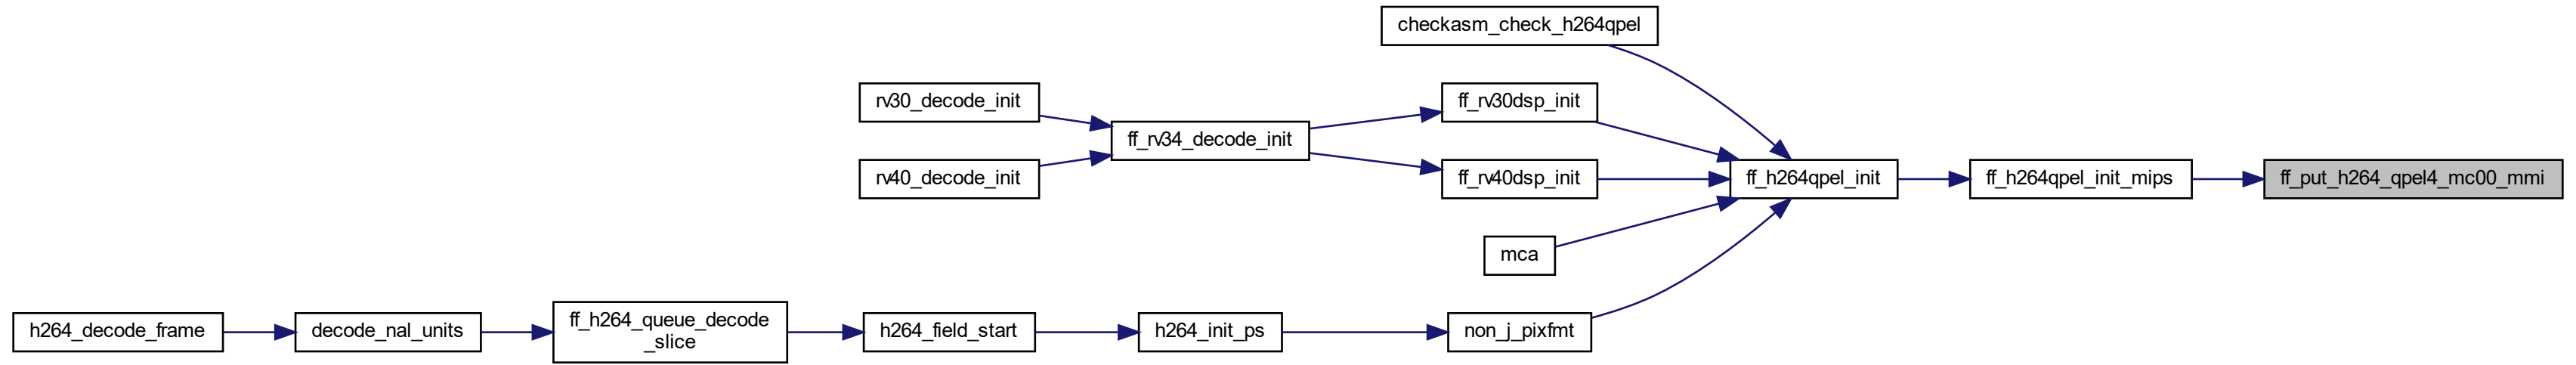 checkasm_check_h264qpel
rv30_decode_init
ff_rv30dsp_init
ff_rv34_decode_init
rv40_decode_init
ff_rv40dsp_init
ff_h264qpel_init
ff_h264qpel_init_mips
ff_put_h264_qpel4_mc00_mmi
mca
h264_decode_frame
decode_nal_units
ff_h264_queue_decode
_slice
h264_field_start
h264_init_ps
non_j_pixfmt